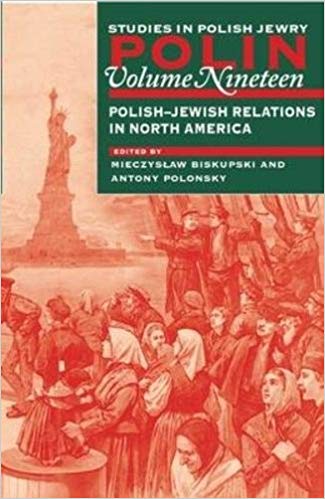 STUDIES IN POLISH JEWRY
POLIN
Volume Nineteen
POLISH–JEWISH RELATIONS
IN NORTH AMERICA
EDITED BY
MIECZYSŁAW BISKUPSKI AND
ANTONY POLONSKY